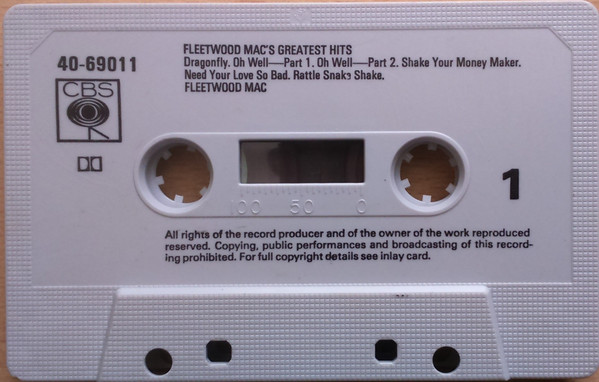 FLEETWOOD MAC'S GREATEST HITS
40-69011
Dragonfly. Oh Well—Part 1. Oh Well—Part 2. Shake Your Money Maker.
Need Your Love So Bad. Rattle Snake Shake.
FLEETWOOD MAC
CBS
1
100 50 0
All rights of the record producer and of the owner of the work reproduced
reserved. Copying, public performances and broadcasting of this record-
ing prohibited. For full copyright details see inlay card.